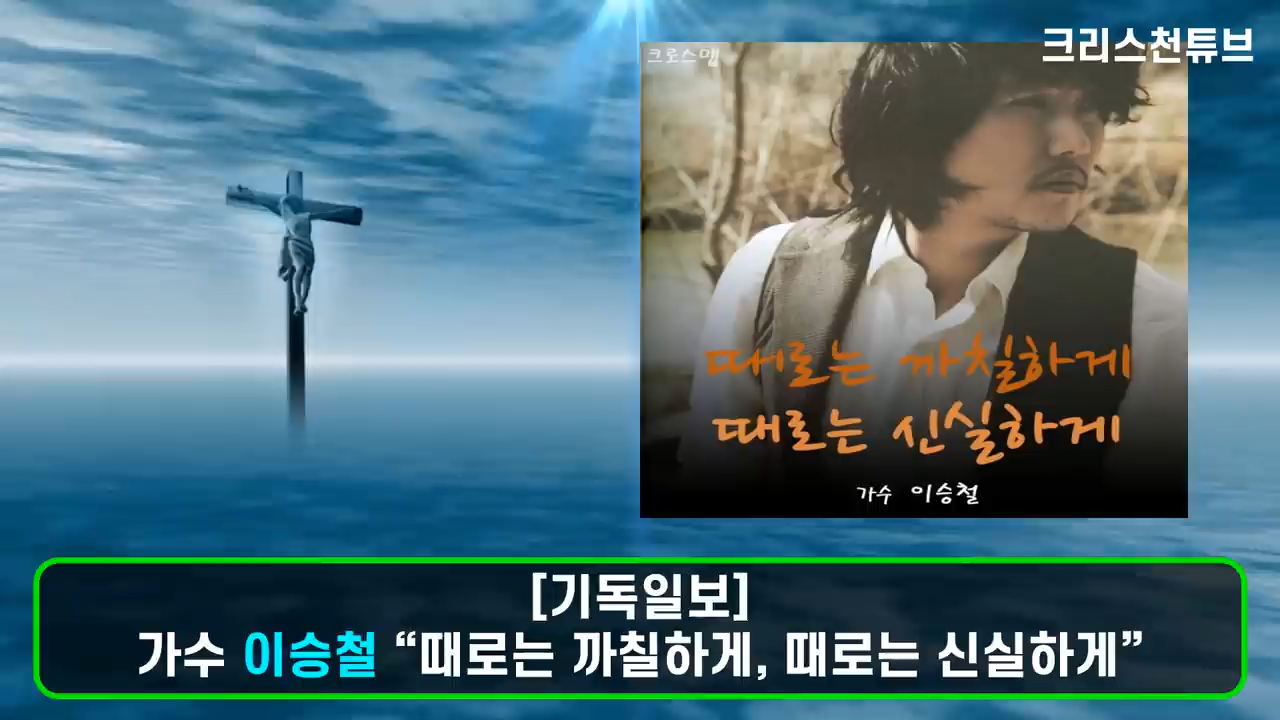 크리스천튜브
크로스맵
때로는 까칠하게
때로는 신실하게
가수 이승철
[기독일보]
가수 이승철 “때로는 까칠하게, 때로는 신실하게”